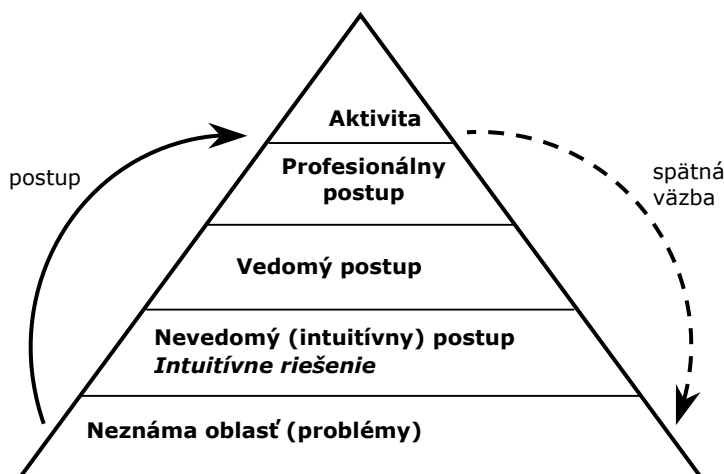 Aktivita
Profesionálny
postup
postup
spätná
väzba
Vedomý postup
Nevedomý (intuitívny) postup
Intuitívne riešenie
Neznáma oblasť (problémy)